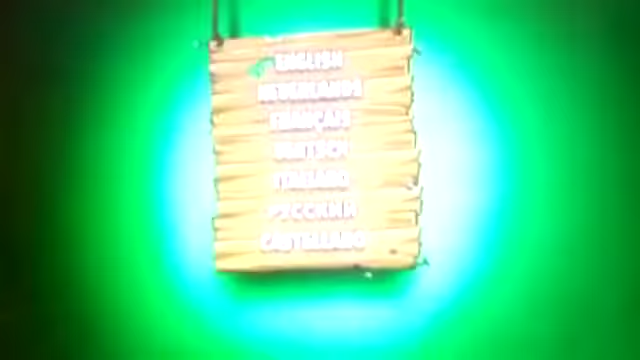 ENGLISH
NEDERLANDS
FRANÇAIS
DEUTSCH
ITALIANO
РУССКИЙ
CASTELLANO